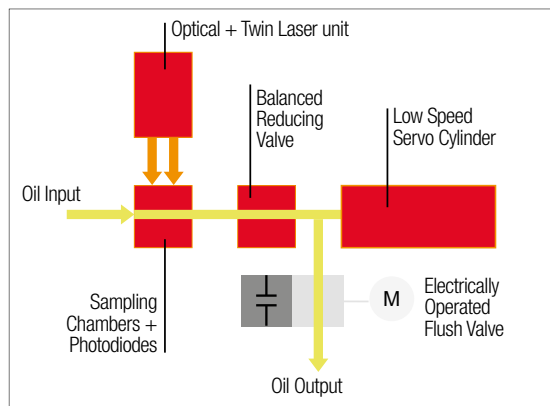 Optical + Twin Laser unit
Balanced
Reducing
Valve
Low Speed
Servo Cylinder
Oil Input
Sampling
Chambers +
Photodiodes
M
Electrically
Operated
Flush Valve
Oil Output